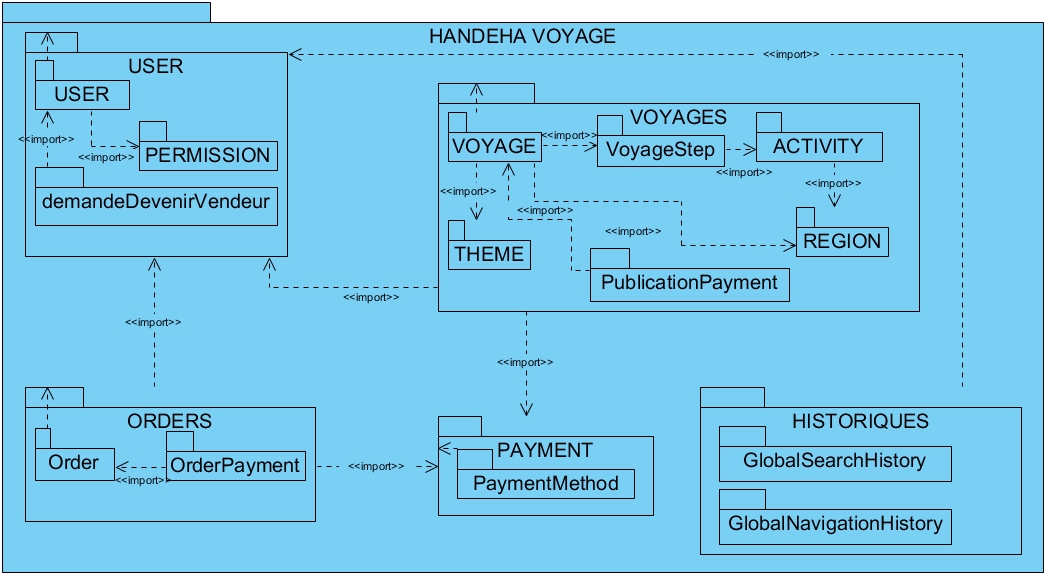 HANDEHA VOYAGE
<<import>>
USER
USER
<<import>>
<<import>>
PERMISSION
demandeDevenirVendeur
VOYAGES
VOYAGE
<<import>>
VoyageStep
<<import>>
ACTIVITY
<<import>>
<<import>>
<<import>>
<<import>>
REGION
THEME
PublicationPayment
<<import>>
<<import>>
<<import>>
ORDERS
Order
OrderPayment
<<import>>
<<import>>
PAYMENT
PaymentMethod
HISTORIQUES
GlobalSearchHistory
GlobalNavigationHistory